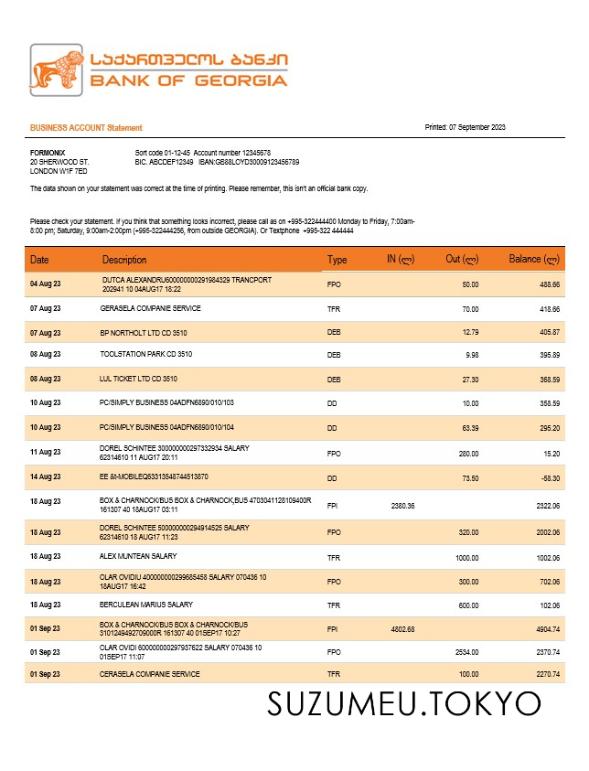 ᲡᲐᲥᲐᲠᲗᲕᲔᲚᲝᲡ ᲑᲐᲜᲙᲘ
BANK OF GEORGIA
BUSINESS ACCOUNT Statement Printed: 07 September 2023
FORMONIX Sort code 01-12-45 Account number 12345678
20 SHERWOOD ST. BIC. ABCDEF12349 IBAN:GB88LOYD30009123456789
LONDON W1F 7ED
The data shown on your statement was correct at the time of printing. Please remember, this isn't an official bank copy.
Please check your statement. If you think that something looks incorrect, please call as on +995-322444400 Monday to Friday, 7:00am-
8:00 pm; Saturday, 9:00am-2:00pm (+995-322444256, from outside GEORGIA). Or Textphone +995-322 444444
Date Description Type IN (ლ) Out (ლ) Balance (ლ)
04 Aug 23 DUTCA ALEXANDRU600000000291984329 TRANCPORT FPO 50.00 488.66
202941 10 04AUG17 18:22
07 Aug 23 GERASELA COMPANIE SERVICE TFR 70.00 418.66
07 Aug 23 BP NORTHOLT LTD CD 3510 DEB 12.79 405.87
08 Aug 23 TOOLSTATION PARK CD 3510 DEB 9.98 395.89
08 Aug 23 LUL TICKET LTD CD 3510 DEB 27.30 368.59
10 Aug 23 PC/SIMPLY BUSINESS 04ADFN6890/010/103 DD 10.00 358.59
10 Aug 23 PC/SIMPLY BUSINESS 04ADFN6890/010/104 DD 63.39 295.20
11 Aug 23 DOREL SCHINTEE 300000000297332934 SALARY FPO 280.00 15.20
62314610 11 AUG17 20:11
14 Aug 23 EE &t-MOBILEQ63313548744513870 DD 73.50 -58.30
18 Aug 23 BOX & CHARNOCK/BUS BOX & CHARNOCK,BUS 4703041128109400R FPI 2380.36 2322.06
161307 40 18AUG17 03:11
18 Aug 23 DOREL SCHINTEE 500000000294914525 SALARY FPO 320.00 2002.06
62314610 18 AUG17 11:23
18 Aug 23 ALEX MUNTEAN SALARY TFR 1000.00 1002.06
18 Aug 23 OLAR OVIDIU 400000000299685458 SALARY 070436 10 FPO 300.00 702.06
18AUG17 16:42
18 Aug 23 BERCULEAN MARIUS SALARY TFR 600.00 102.06
01 Sep 23 BOX & CHARNOCK/BUS BOX & CHARNOCK/BUS FPI 4802.68 4904.74
3101249492709000R 161307 40 01SEP17 10:27
01 Sep 23 OLAR OVIDI 600000000297937622 SALARY 070436 10 FPO 2534.00 2370.74
01SEP17 11:07
01 Sep 23 CERASELA COMPANIE SERVICE TFR 100.00 2270.74
SUZUMEU.TOKYO